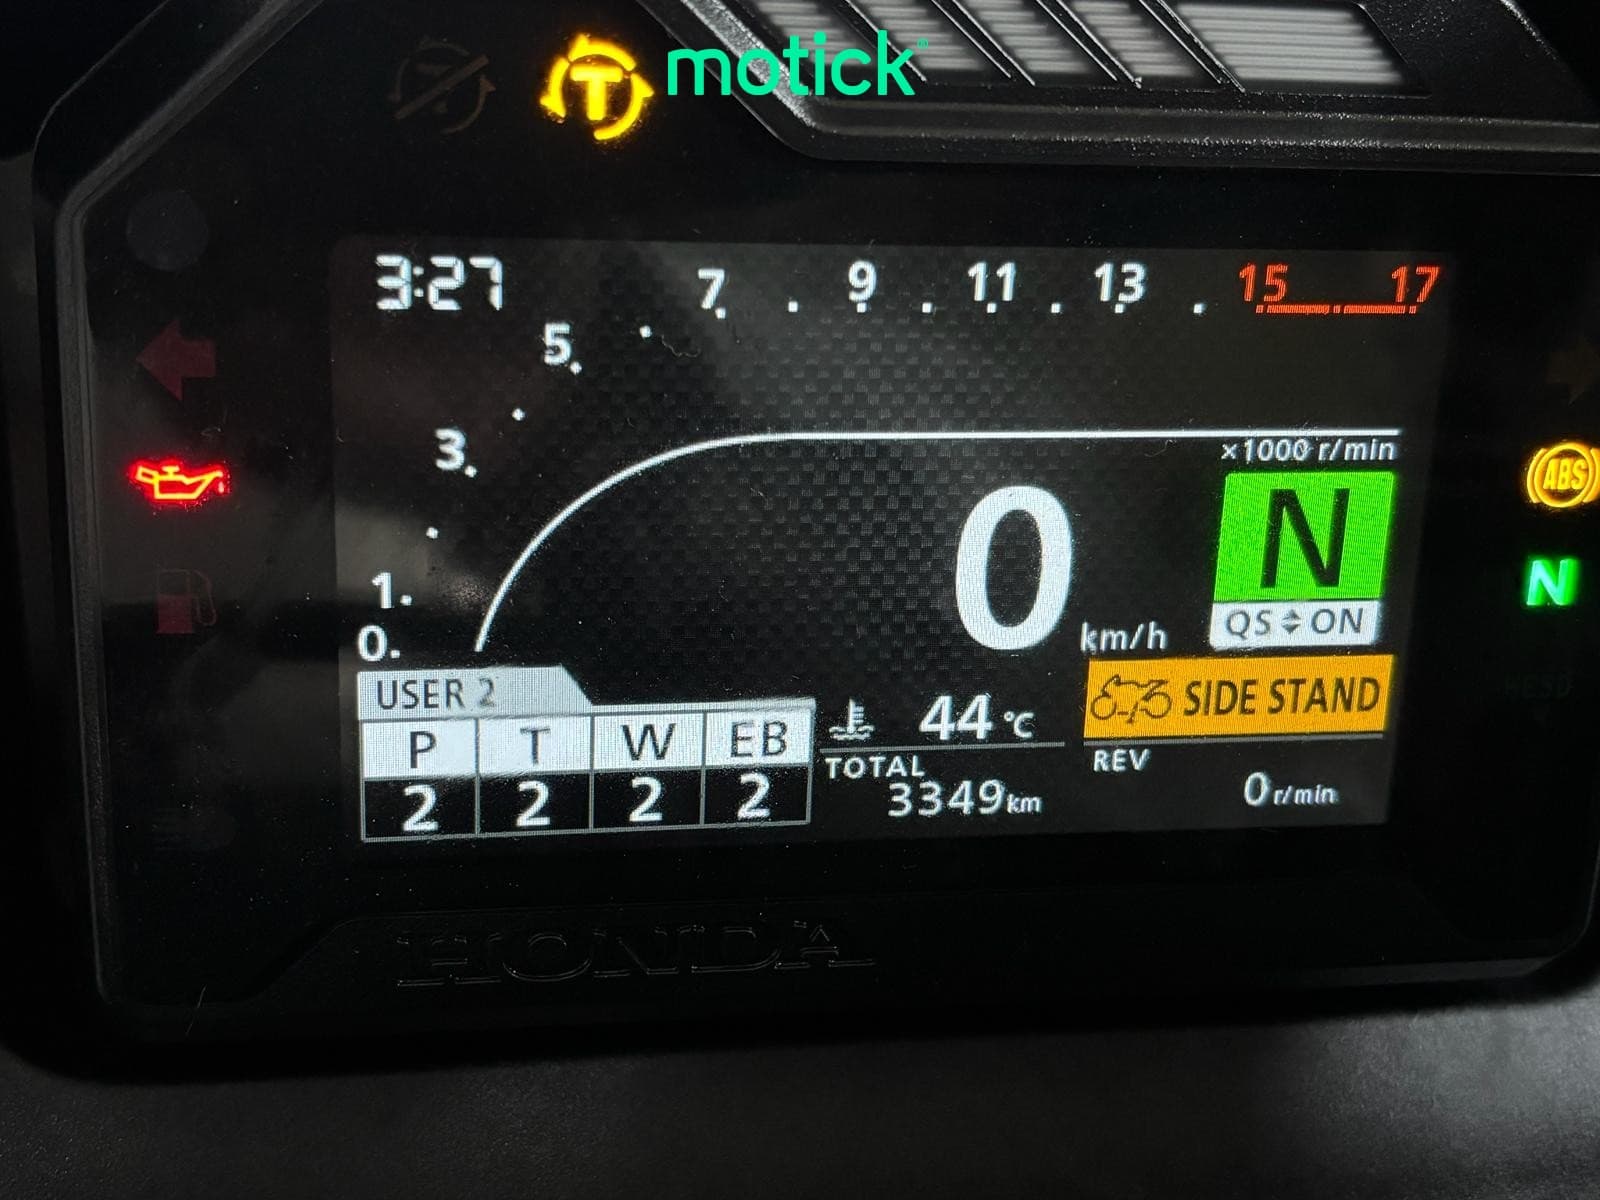 motick
T
3:27
7 9 11 13 15 17
5
3
1
0
×1000 r/min
0 km/h
N
QS ON
ABS
N
USER 2
P T W EB
2 2 2 2
44 °C
SIDE STAND
TOTAL
3349 km
REV
0 r/min
HONDA